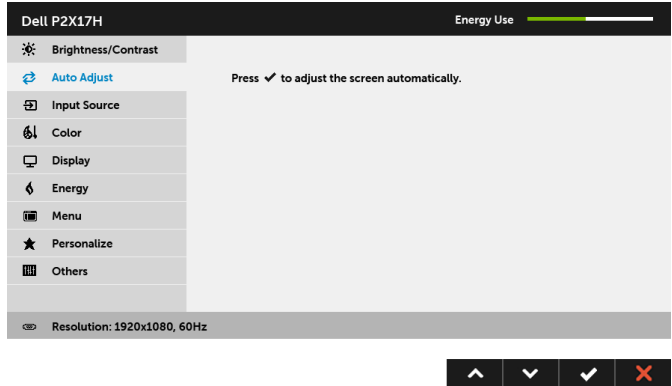 Dell P2X17H
Energy Use
Brightness/Contrast
Auto Adjust
Press ✔ to adjust the screen automatically.
Input Source
Color
Display
Energy
Menu
Personalize
Others
Resolution: 1920x1080, 60Hz